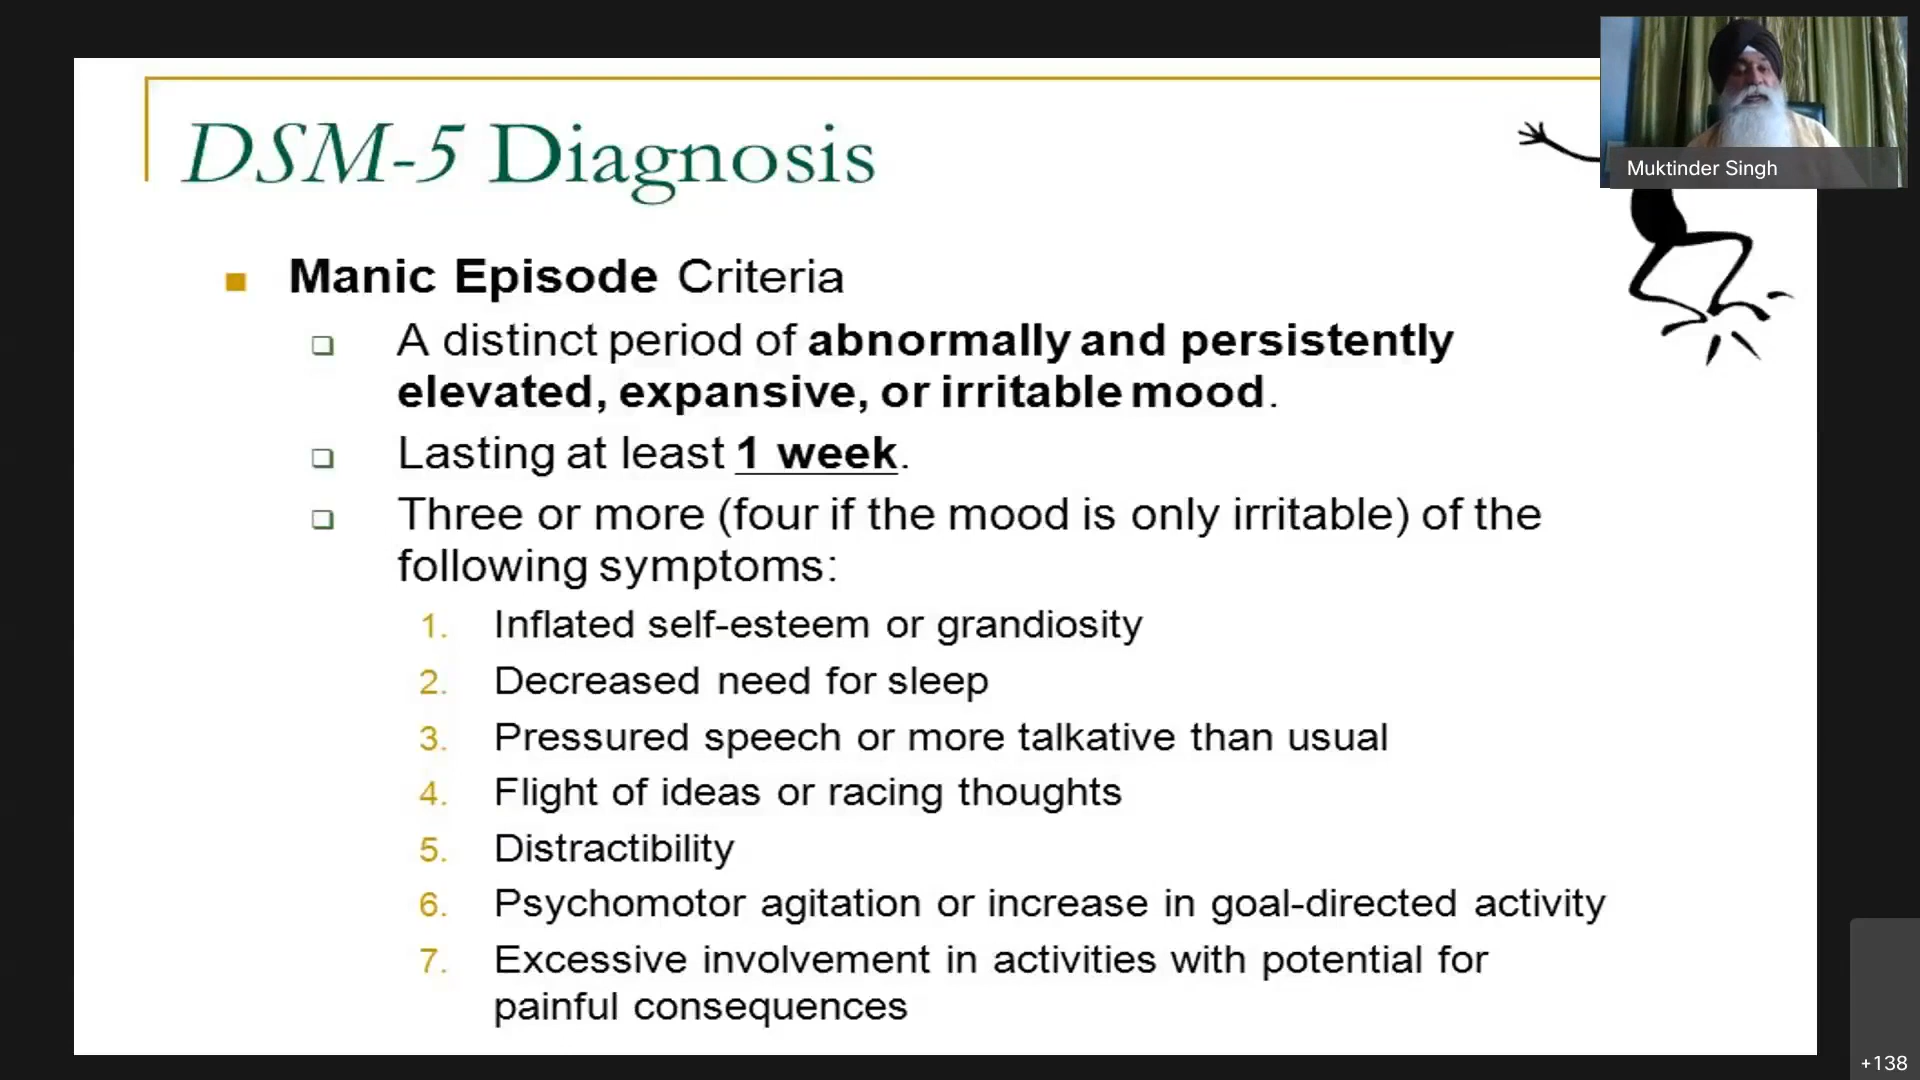 DSM-5 Diagnosis
Muktinder Singh
Manic Episode Criteria
A distinct period of abnormally and persistently
elevated, expansive, or irritable mood.
Lasting at least 1 week.
Three or more (four if the mood is only irritable) of the
following symptoms:
1. Inflated self-esteem or grandiosity
2. Decreased need for sleep
3. Pressured speech or more talkative than usual
4. Flight of ideas or racing thoughts
5. Distractibility
6. Psychomotor agitation or increase in goal-directed activity
7. Excessive involvement in activities with potential for
painful consequences
+138